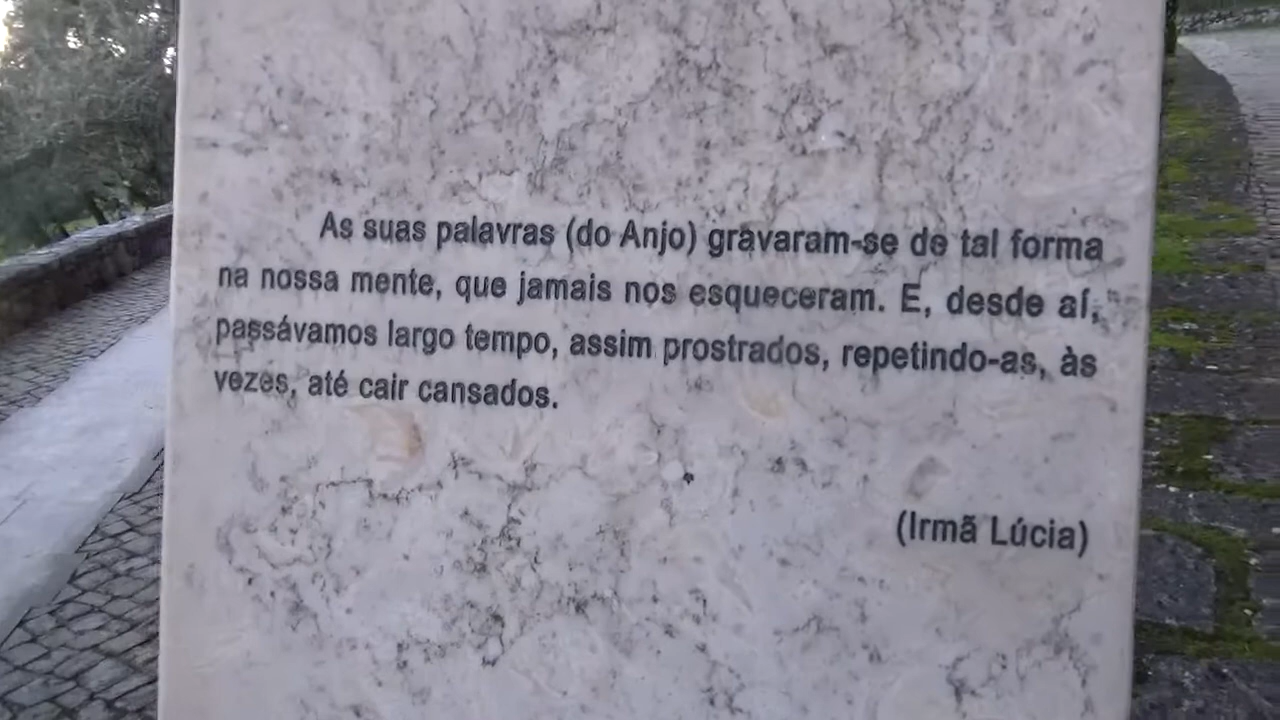 As suas palavras (do Anjo) gravaram-se de tal forma
na nossa mente, que jamais nos esqueceram. E, desde aí,
passávamos largo tempo, assim prostrados, repetindo-as, às
vezes, até cair cansados.
(Irmã Lúcia)